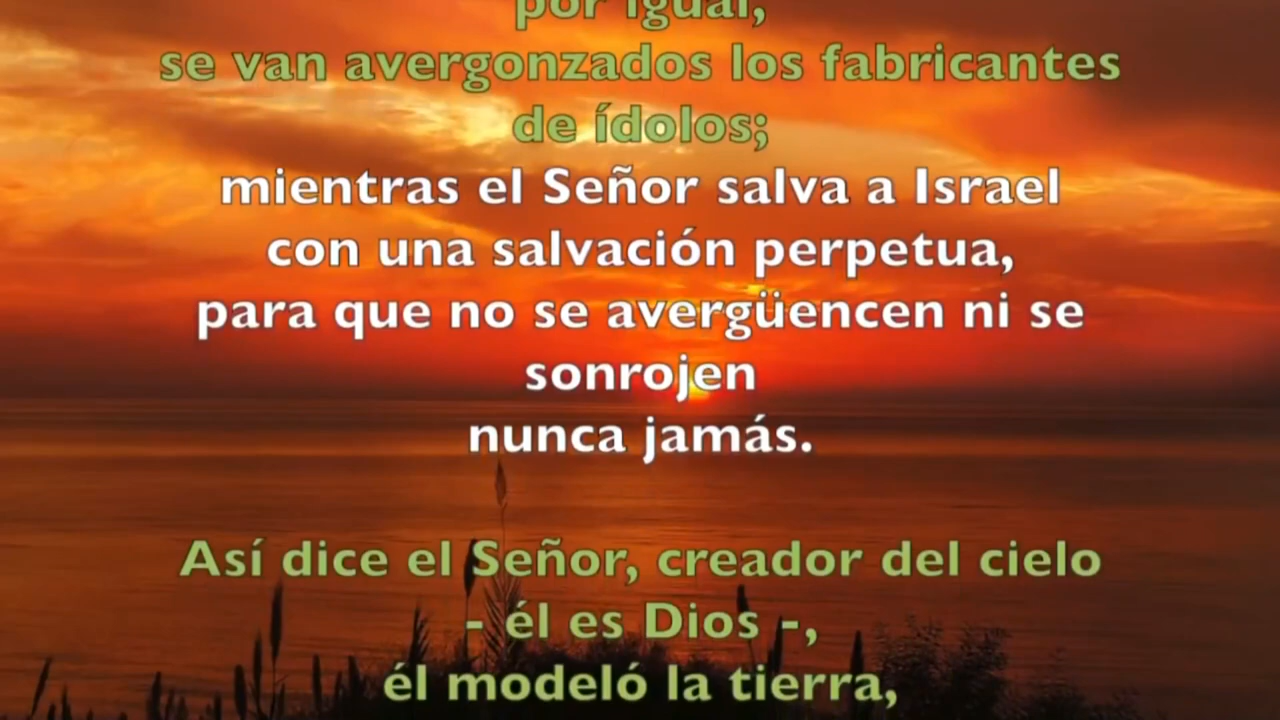 por igual,
se van avergonzados los fabricantes
de ídolos;
mientras el Señor salva a Israel
con una salvación perpetua,
para que no se avergüencen ni se
sonrojen
nunca jamás.
Así dice el Señor, creador del cielo
- él es Dios -,
él modeló la tierra,